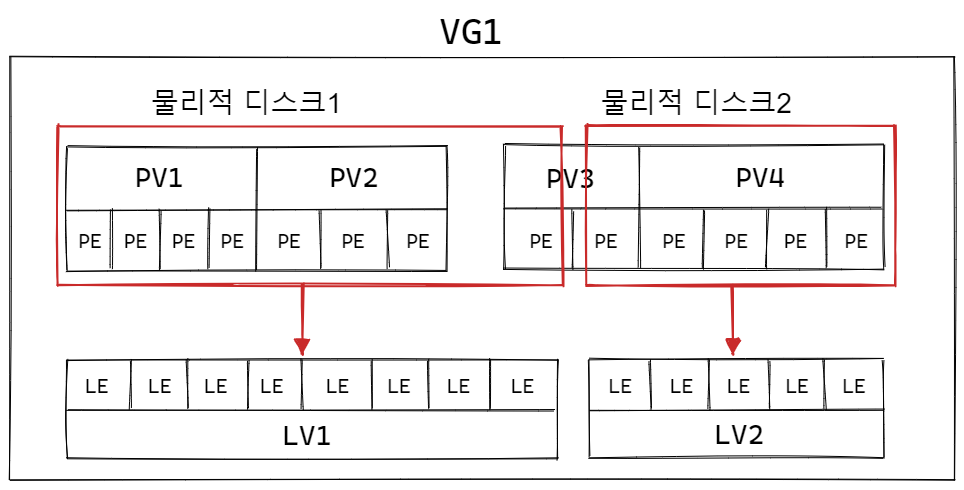 VG1
물리적 디스크1 물리적 디스크2
PV1 PV2 PV3 PV4
PE PE PE PE PE PE PE PE PE PE PE PE PE
LE LE LE LE LE LE LE LE LE LE LE LE LE
LV1 LV2